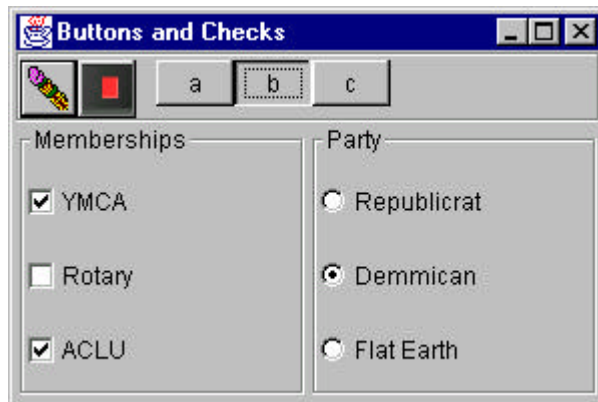 Buttons and Checks
a b c
Memberships
YMCA
Rotary
ACLU
Party
Republicrat
Demmican
Flat Earth